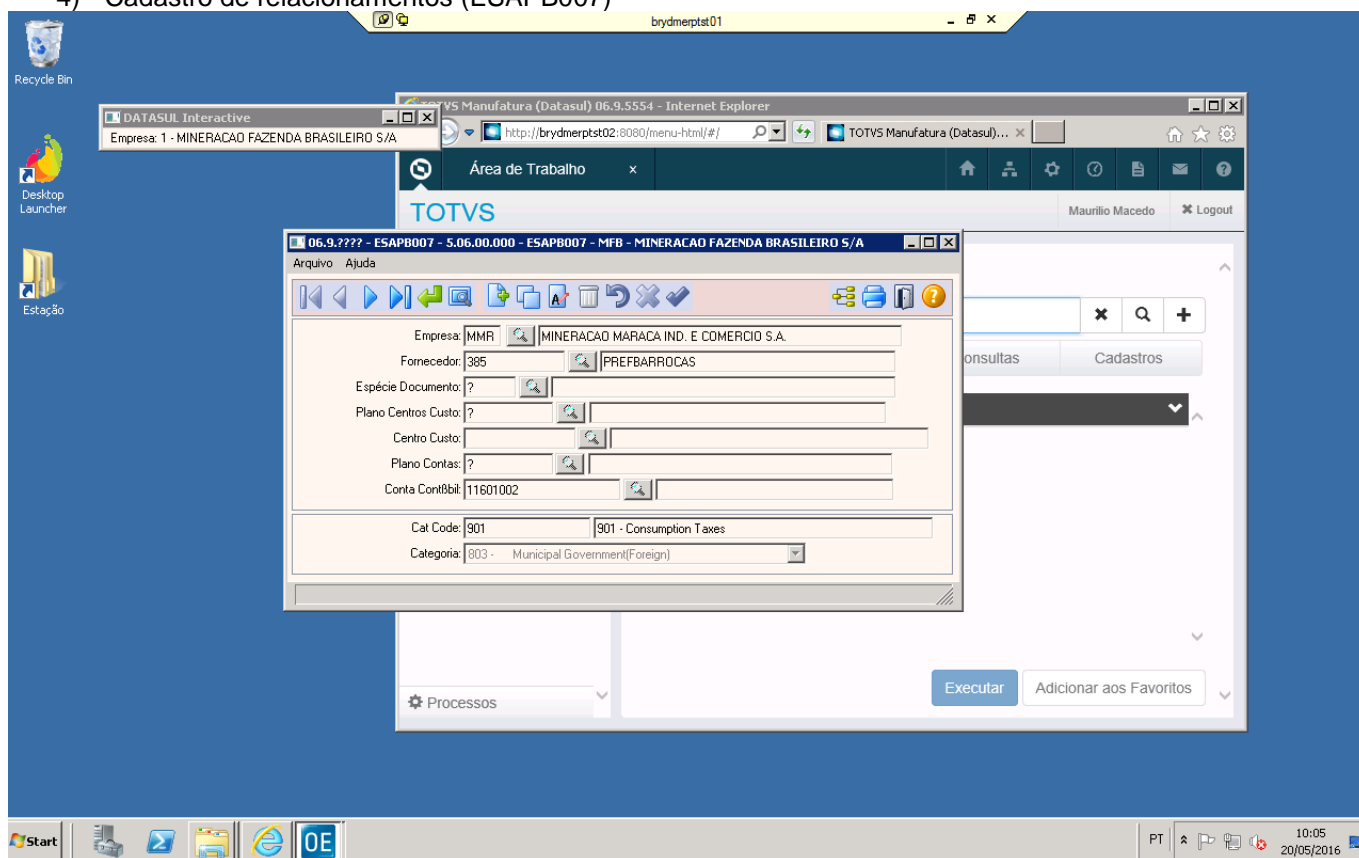 4) Cadastro de relacionamentos (ESAPB007)
brydmerptst01
Recycle Bin
TOTVS Manufatura (Datasul) 06.9.5554 - Internet Explorer
DATASUL Interactive
Empresa: 1 - MINERACAO FAZENDA BRASILEIRO S/A
http://brydmerptst02:8080/menu-html/#/
TOTVS Manufatura (Datasul)...
Área de Trabalho
Desktop
Launcher
TOTVS
Maurilio Macedo
Logout
06.9.???? - ESAPB007 - 5.06.00.000 - ESAPB007 - MFB - MINERACAO FAZENDA BRASILEIRO S/A
Arquivo Ajuda
Estação
Empresa: MMR MINERACAO MARACA IND. E COMERCIO S.A.
Fornecedor: 385 PREFBARROCAS
onsultas
Cadastros
Espécie Documento: ?
Plano Centros Custo: ?
Centro Custo:
Plano Contas: ?
Conta Contßbil: 11601002
Cat Code: 901 901 - Consumption Taxes
Categoria: 803 - Municipal Government(Foreign)
Processos
Executar
Adicionar aos Favoritos
Start
OE
PT
10:05
20/05/2016